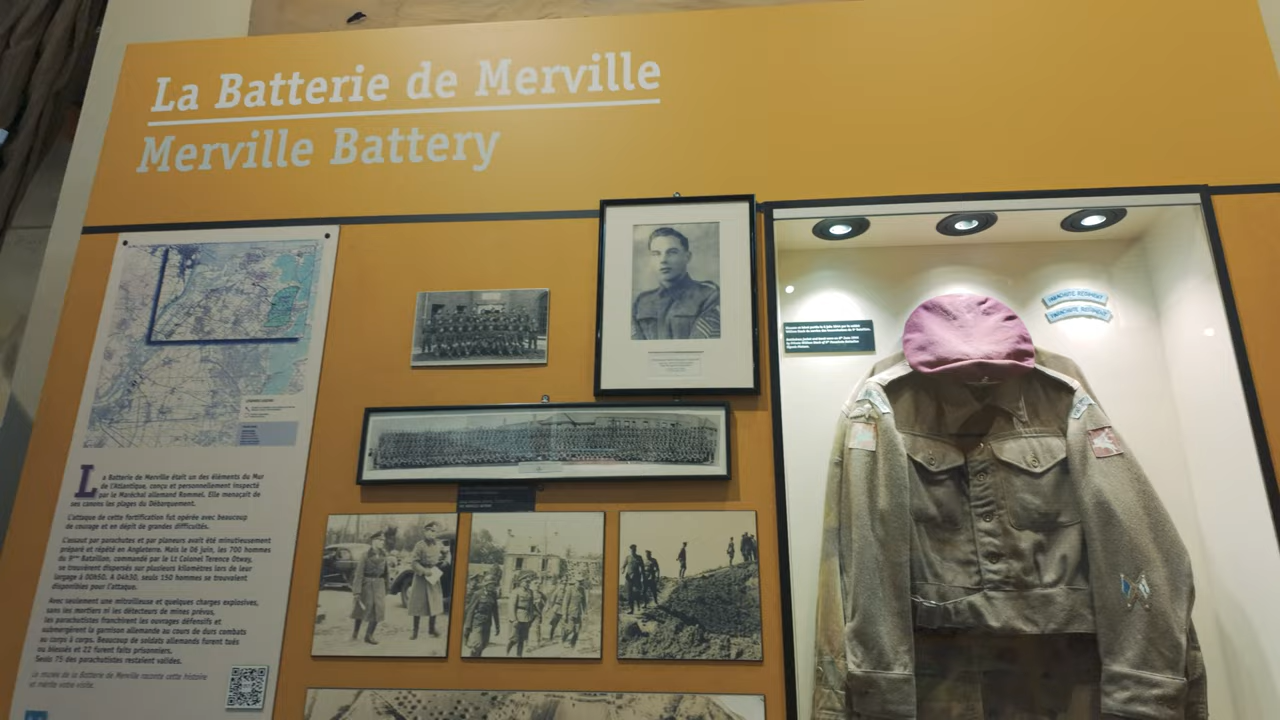 La Batterie de Merville
Merville Battery
PARACHUTE REGIMENT
PARACHUTE REGIMENT
La Batterie de Merville était un des éléments du Mur
de l'Atlantique, conçu et personnellement inspecté
par le Maréchal allemand Rommel. Elle menaçait de
ses canons les plages du Débarquement.
L'attaque de cette fortification fut opérée avec beaucoup
de courage et en dépit de grandes difficultés.
L'assaut par parachutes et par planeurs avait été minutieusement
préparé et répété en Angleterre. Mais le 06 juin, les 700 hommes
du 9ème Bataillon, commandé par le Lt Colonel Terence Otway,
se trouvèrent dispersés sur plusieurs kilomètres lors de leur
largage à 00h50. A 04h30, seuls 150 hommes se trouvaient
disponibles pour l'attaque.
Avec seulement une mitrailleuse et quelques charges explosives,
sans les mortiers ni les détecteurs de mines prévus,
les parachutistes franchirent les ouvrages défensifs et
submergèrent la garnison allemande au cours de durs combats
au corps à corps. Beaucoup de soldats allemands furent tués
ou blessés et 22 furent faits prisonniers.
Seuls 75 des parachutistes restaient valides.
Le musée de la Batterie de Merville raconte cette histoire
et mérite votre visite.